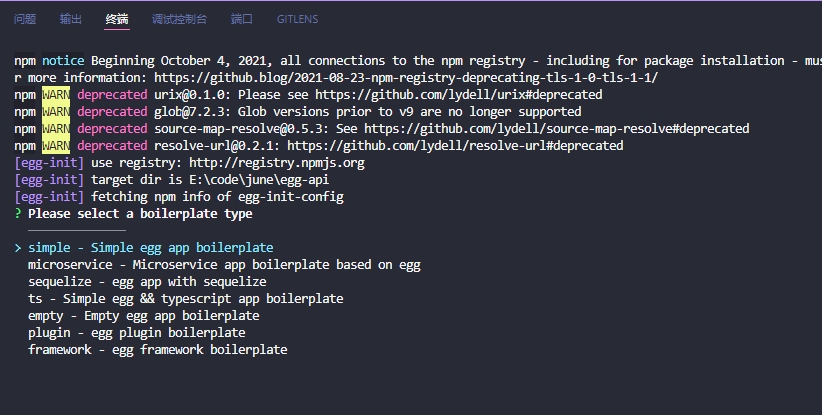 问题 输出 终端 调试控制台 端口 GITLENS
npm notice Beginning October 4, 2021, all connections to the npm registry - including for package installation - mus
r more information: https://github.blog/2021-08-23-npm-registry-deprecating-tls-1-0-tls-1-1/
npm WARN deprecated urix@0.1.0: Please see https://github.com/lydell/urix#deprecated
npm WARN deprecated glob@7.2.3: Glob versions prior to v9 are no longer supported
npm WARN deprecated source-map-resolve@0.5.3: See https://github.com/lydell/source-map-resolve#deprecated
npm WARN deprecated resolve-url@0.2.1: https://github.com/lydell/resolve-url#deprecated
[egg-init] use registry: http://registry.npmjs.org
[egg-init] target dir is E:\code\june\egg-api
[egg-init] fetching npm info of egg-init-config
? Please select a boilerplate type
──────────────
> simple - Simple egg app boilerplate
microservice - Microservice app boilerplate based on egg
sequelize - egg app with sequelize
ts - Simple egg && typescript app boilerplate
empty - Empty egg app boilerplate
plugin - egg plugin boilerplate
framework - egg framework boilerplate